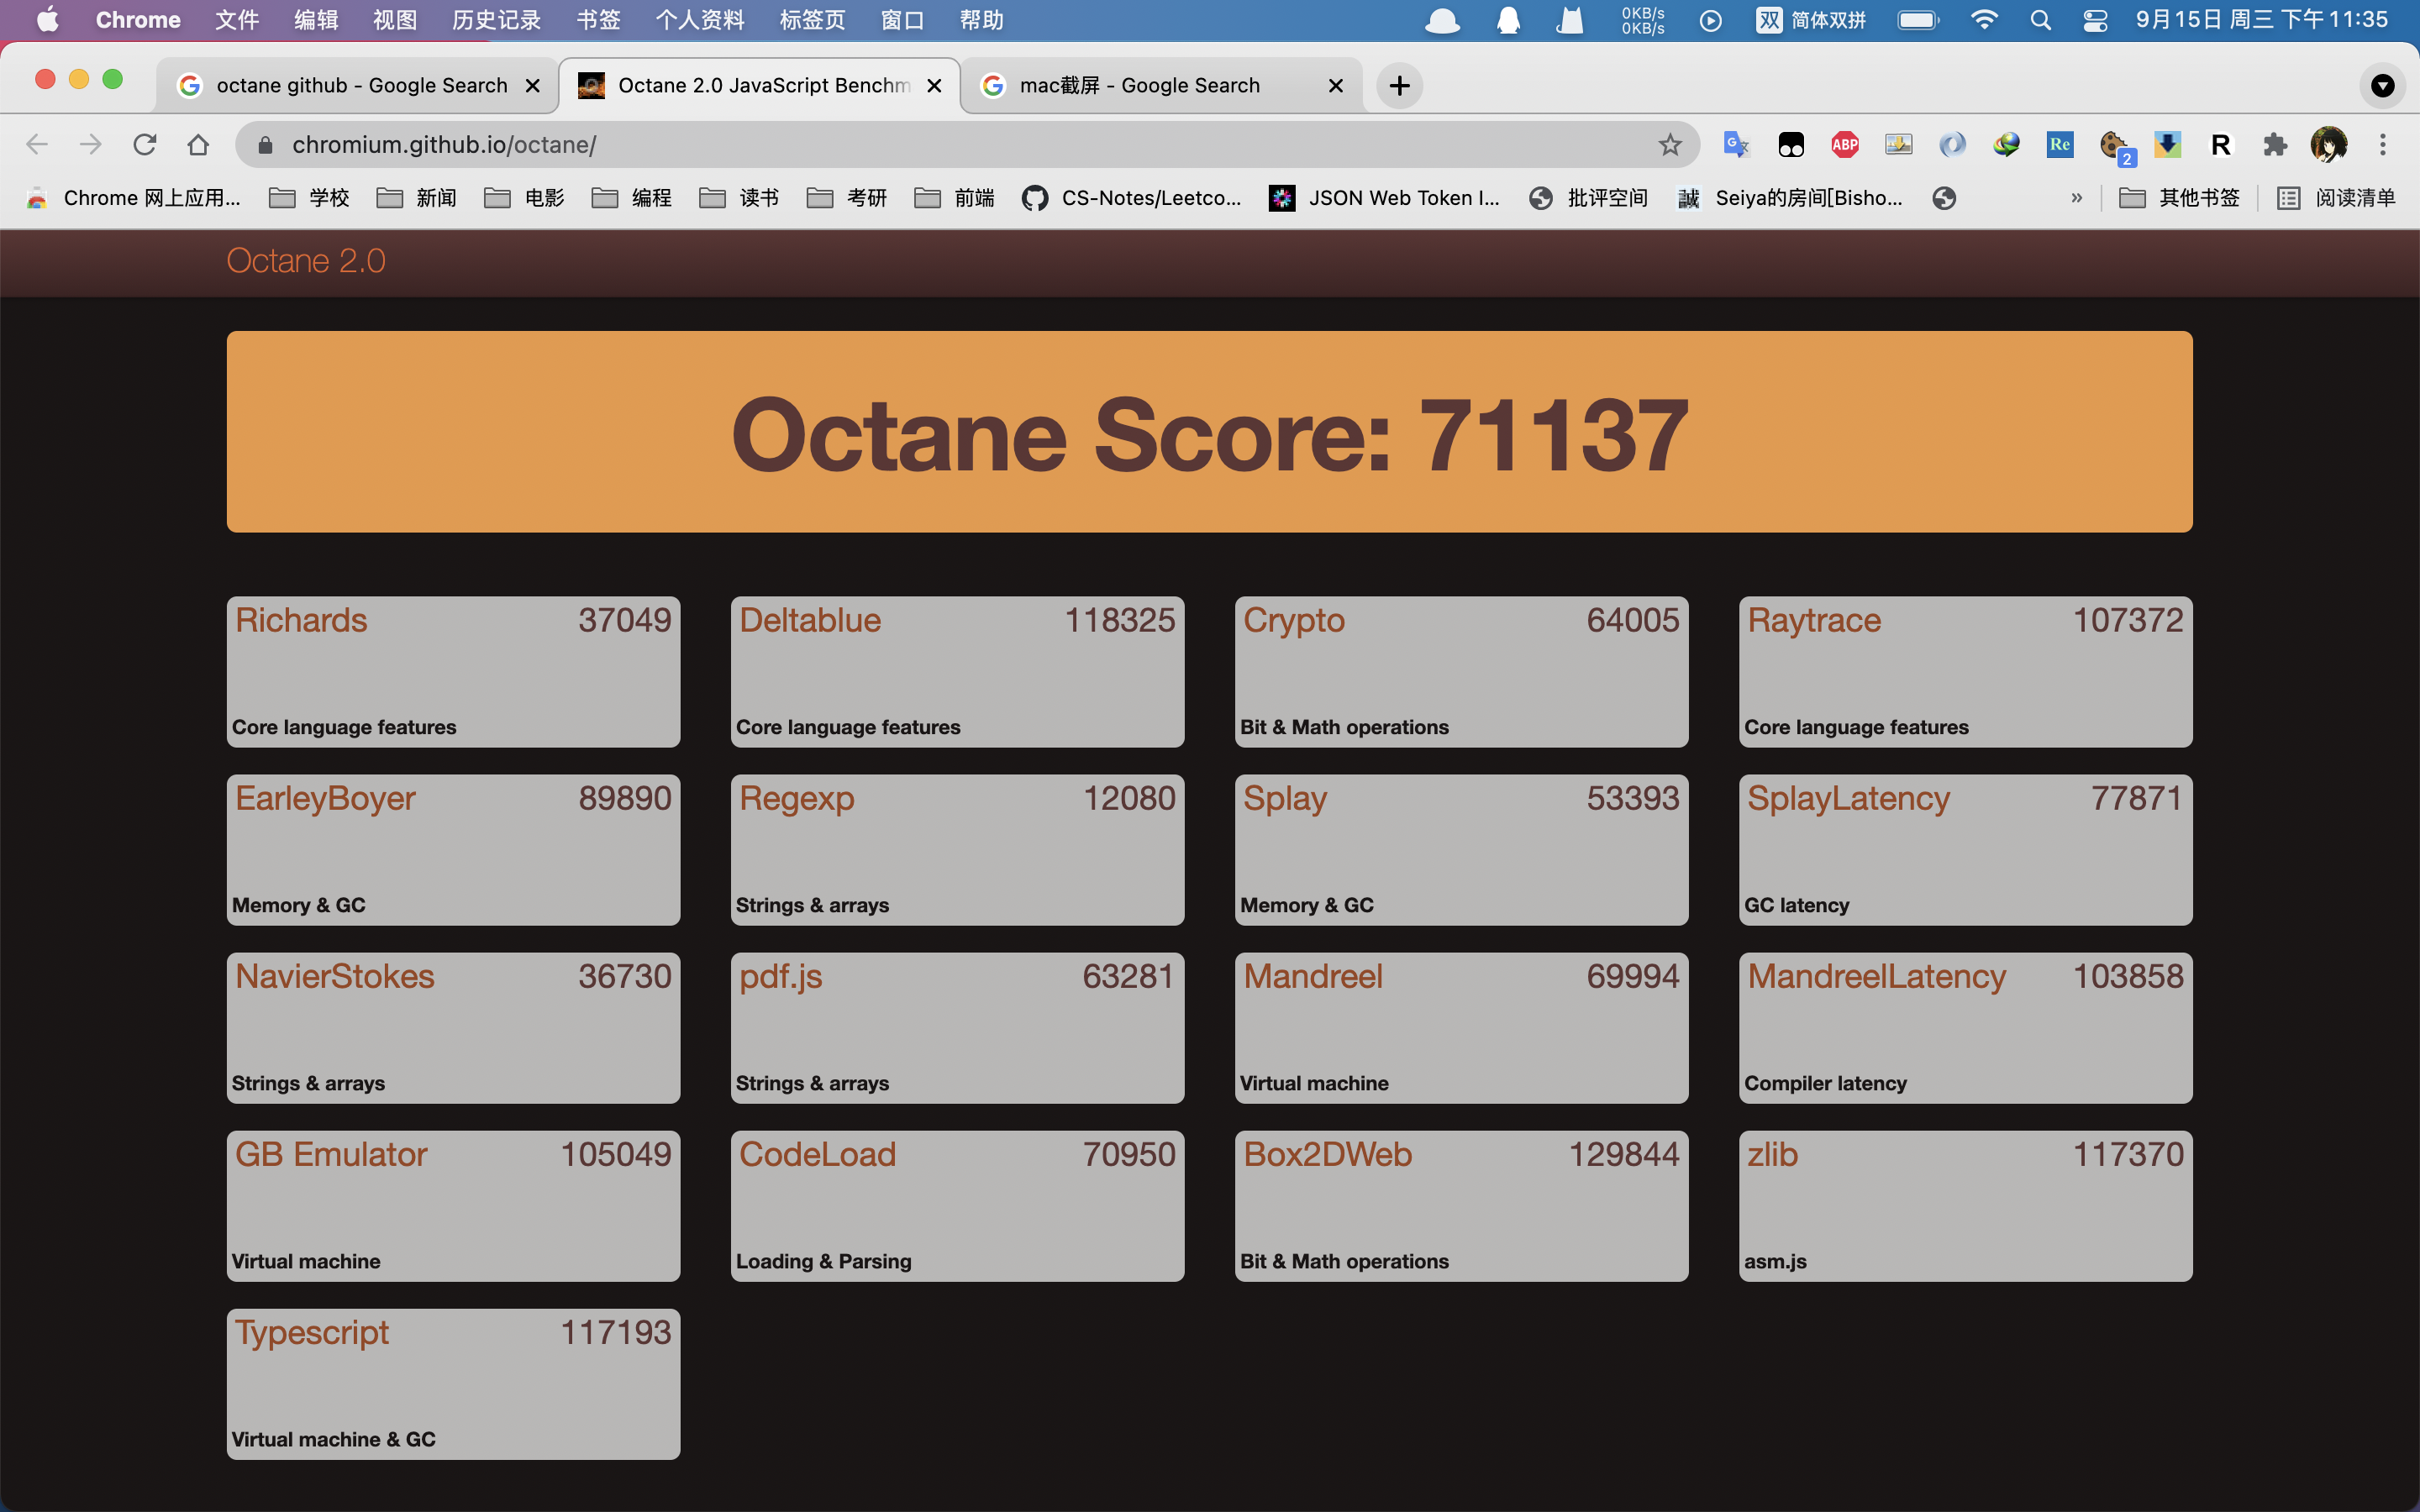 Chrome 文件 编辑 视图 历史记录 书签 个人资料 标签页 窗口 帮助 0KB/s 0KB/s 双 简体双拼 9月15日 周三 下午 11:35
octane github - Google Search Octane 2.0 JavaScript Benchm mac截屏 - Google Search
chromium.github.io/octane/ ABP Re 2 R
Chrome 网上应用... 学校 新闻 电影 编程 读书 考研 前端 CS-Notes/Leetco... JSON Web Token I... 批评空间 誠 Seiya的房间[Bisho... » 其他书签 阅读清单
Octane 2.0
Octane Score: 71137
Richards 37049 Deltablue 118325 Crypto 64005 Raytrace 107372
Core language features Core language features Bit & Math operations Core language features
EarleyBoyer 89890 Regexp 12080 Splay 53393 SplayLatency 77871
Memory & GC Strings & arrays Memory & GC GC latency
NavierStokes 36730 pdf.js 63281 Mandreel 69994 MandreelLatency 103858
Strings & arrays Strings & arrays Virtual machine Compiler latency
GB Emulator 105049 CodeLoad 70950 Box2DWeb 129844 zlib 117370
Virtual machine Loading & Parsing Bit & Math operations asm.js
Typescript 117193
Virtual machine & GC